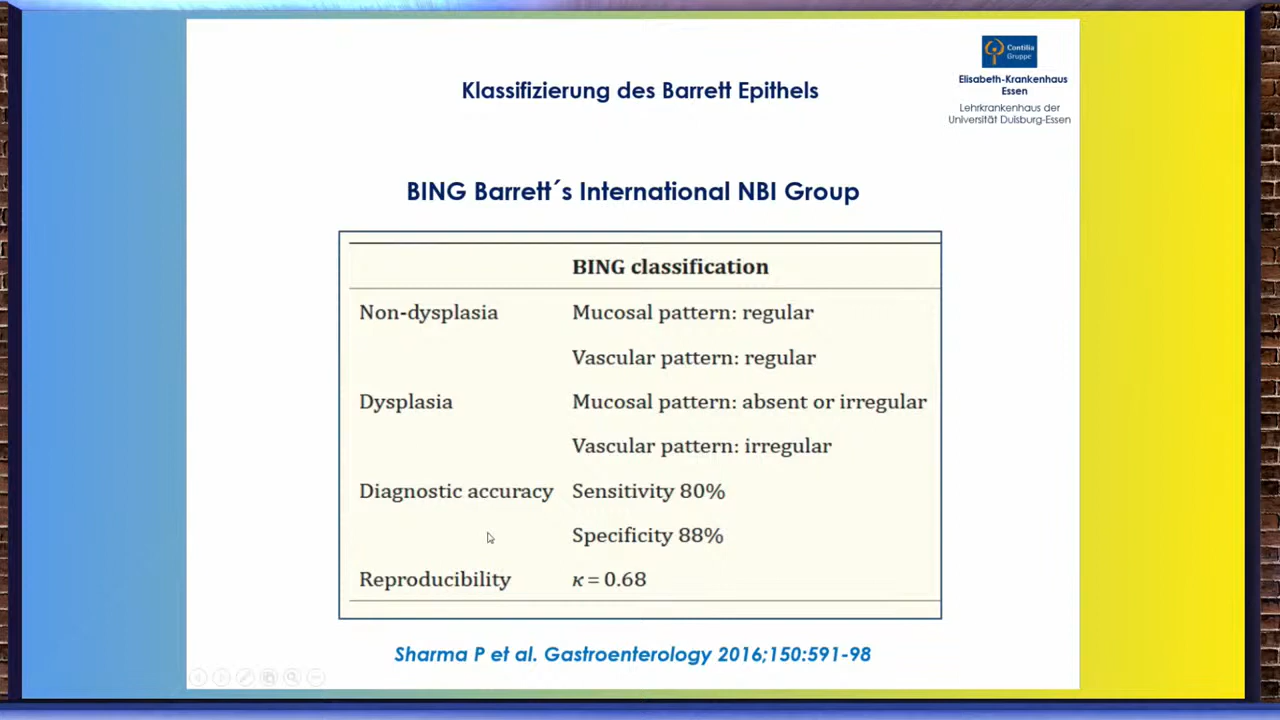 Contilia
Gruppe
Elisabeth-Krankenhaus
Essen
Lehrkrankenhaus der
Universität Duisburg-Essen
Klassifizierung des Barrett Epithels
BING Barrett´s International NBI Group
BING classification
Non-dysplasia Mucosal pattern: regular
Vascular pattern: regular
Dysplasia Mucosal pattern: absent or irregular
Vascular pattern: irregular
Diagnostic accuracy Sensitivity 80%
Specificity 88%
Reproducibility κ = 0.68
Sharma P et al. Gastroenterology 2016;150:591-98